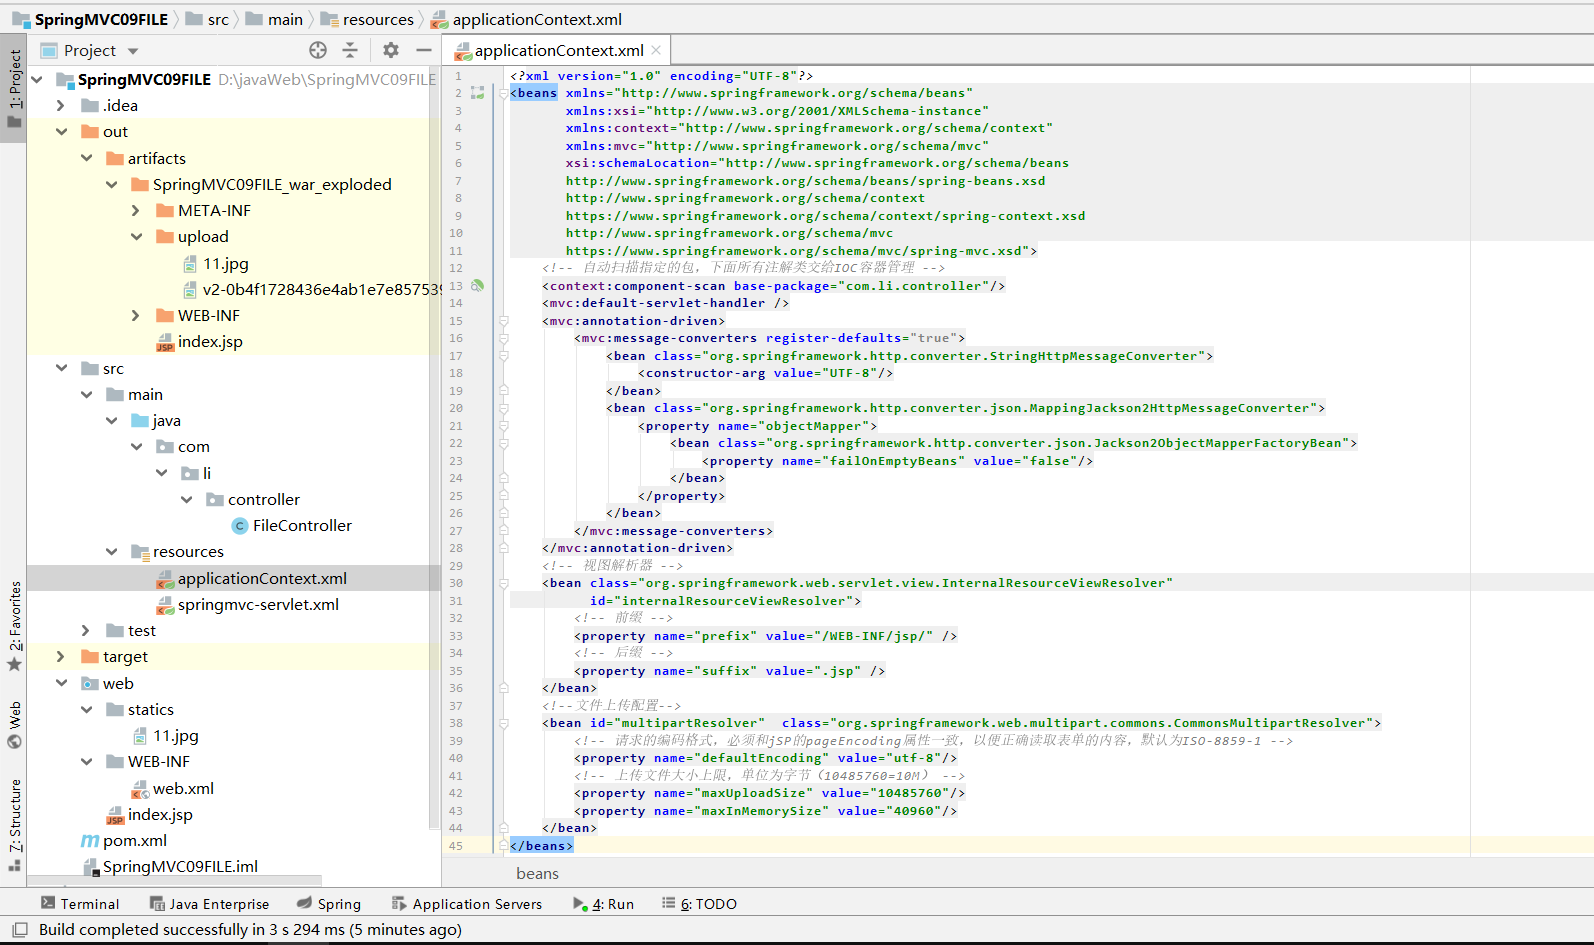 SpringMVC09FILE src main resources applicationContext.xml
Project
applicationContext.xml
1: Project
2: Favorites
Web
7: Structure
SpringMVC09FILE D:\javaWeb\SpringMVC09FILE
.idea
out
artifacts
SpringMVC09FILE_war_exploded
META-INF
upload
11.jpg
v2-0b4f1728436e4ab1e7e857539
WEB-INF
index.jsp
src
main
java
com
li
controller
FileController
resources
applicationContext.xml
springmvc-servlet.xml
test
target
web
statics
11.jpg
WEB-INF
web.xml
index.jsp
pom.xml
SpringMVC09FILE.iml
1 <?xml version="1.0" encoding="UTF-8"?>
2 <beans xmlns="http://www.springframework.org/schema/beans"
3 xmlns:xsi="http://www.w3.org/2001/XMLSchema-instance"
4 xmlns:context="http://www.springframework.org/schema/context"
5 xmlns:mvc="http://www.springframework.org/schema/mvc"
6 xsi:schemaLocation="http://www.springframework.org/schema/beans
7 http://www.springframework.org/schema/beans/spring-beans.xsd
8 http://www.springframework.org/schema/context
9 https://www.springframework.org/schema/context/spring-context.xsd
10 http://www.springframework.org/schema/mvc
11 https://www.springframework.org/schema/mvc/spring-mvc.xsd">
12 <!-- 自动扫描指定的包，下面所有注解类交给IOC容器管理 -->
13 <context:component-scan base-package="com.li.controller"/>
14 <mvc:default-servlet-handler />
15 <mvc:annotation-driven>
16 <mvc:message-converters register-defaults="true">
17 <bean class="org.springframework.http.converter.StringHttpMessageConverter">
18 <constructor-arg value="UTF-8"/>
19 </bean>
20 <bean class="org.springframework.http.converter.json.MappingJackson2HttpMessageConverter">
21 <property name="objectMapper">
22 <bean class="org.springframework.http.converter.json.Jackson2ObjectMapperFactoryBean">
23 <property name="failOnEmptyBeans" value="false"/>
24 </bean>
25 </property>
26 </bean>
27 </mvc:message-converters>
28 </mvc:annotation-driven>
29 <!-- 视图解析器 -->
30 <bean class="org.springframework.web.servlet.view.InternalResourceViewResolver"
31 id="internalResourceViewResolver">
32 <!-- 前缀 -->
33 <property name="prefix" value="/WEB-INF/jsp/" />
34 <!-- 后缀 -->
35 <property name="suffix" value=".jsp" />
36 </bean>
37 <!--文件上传配置-->
38 <bean id="multipartResolver"  class="org.springframework.web.multipart.commons.CommonsMultipartResolver">
39 <!-- 请求的编码格式，必须和jSP的pageEncoding属性一致，以便正确读取表单的内容，默认为ISO-8859-1 -->
40 <property name="defaultEncoding" value="utf-8"/>
41 <!-- 上传文件大小上限，单位为字节（10485760=10M） -->
42 <property name="maxUploadSize" value="10485760"/>
43 <property name="maxInMemorySize" value="40960"/>
44 </bean>
45 </beans>
beans
Terminal Java Enterprise Spring Application Servers 4: Run 6: TODO
Build completed successfully in 3 s 294 ms (5 minutes ago)